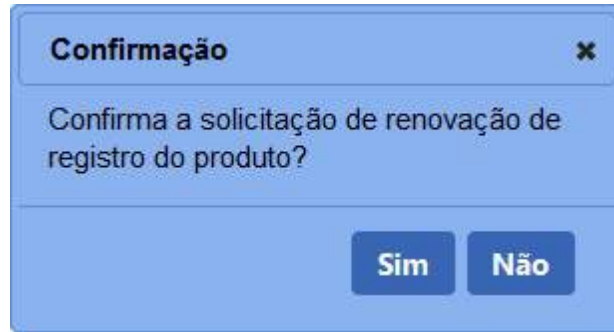 Confirmação
Confirma a solicitação de renovação de
registro do produto?
Sim Não